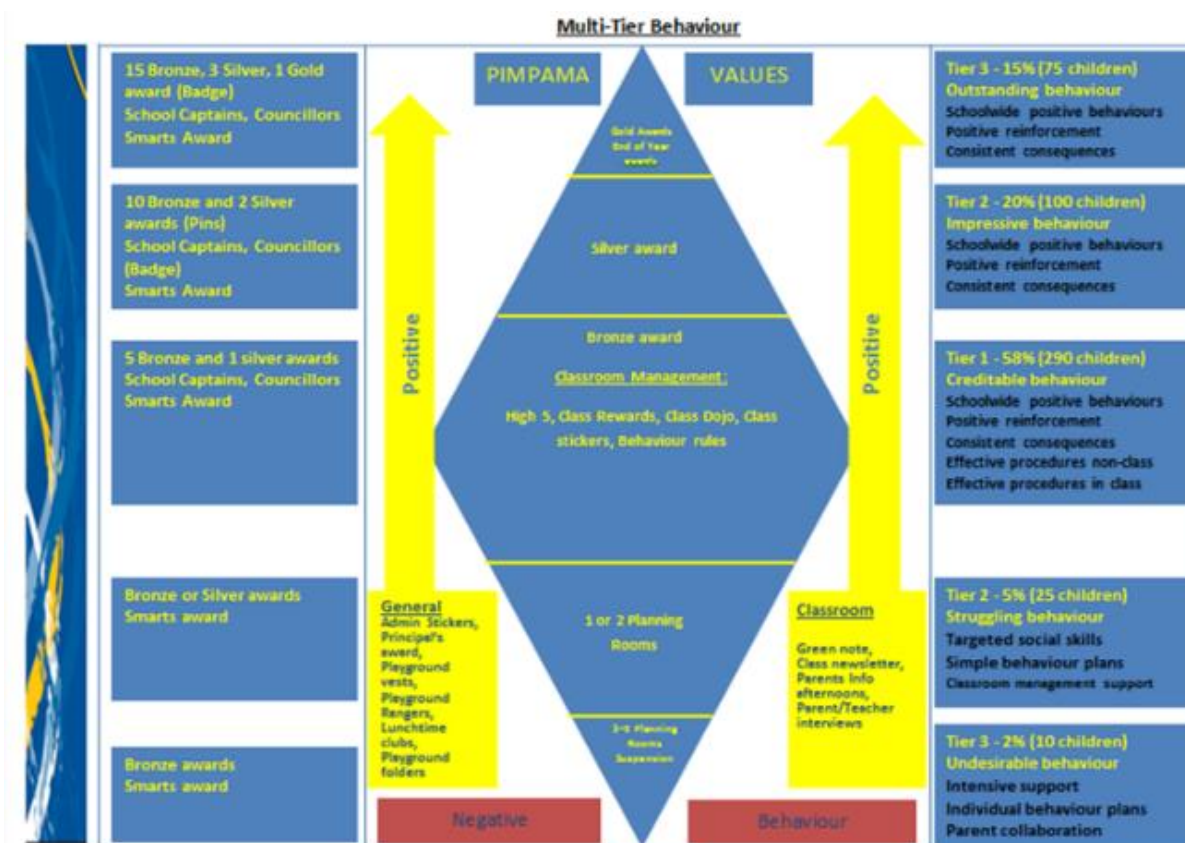 Multi-Tier Behaviour
15 Bronze, 3 Silver, 1 Gold
award (Badge)
School Captains, Councillors
Smarts Award
10 Bronze and 2 Silver
awards (Pins)
School Captains, Councillors
(Badge)
Smarts Award
5 Bronze and 1 silver awards
School Captains, Councillors
Smarts Award
Bronze or Silver awards
Smarts award
Bronze awards
Smarts award
Positive
General
Admin Stickers,
Principal's
award,
Playground
vests,
Playground
Rangers,
Lunchtime
clubs,
Playground
folders
PIMPAMA
VALUES
Gold Awards
End of Year
Silver award
Bronze award
Classroom Management:
High 5, Class Rewards, Class Dojo, Class
stickers, Behaviour rules
1 or 2 Planning
Rooms
Planning
Rooms
Suspension
Negative
Behaviour
Positive
Classroom
Green note,
Class newsletter,
Parents Info
afternoons,
Parent/Teacher
interviews
Tier 3 - 15% (75 children)
Outstanding behaviour
Schoolwide positive behaviours
Positive reinforcement
Consistent consequences
Tier 2 - 20% (100 children)
Impressive behaviour
Schoolwide positive behaviours
Positive reinforcement
Consistent consequences
Tier 1 - 58% (290 children)
Creditable behaviour
Schoolwide positive behaviours
Positive reinforcement
Consistent consequences
Effective procedures non-class
Effective procedures in class
Tier 2 - 5% (25 children)
Struggling behaviour
Targeted social skills
Simple behaviour plans
Classroom management support
Tier 3 - 2% (10 children)
Undesirable behaviour
Intensive support
Individual behaviour plans
Parent collaboration